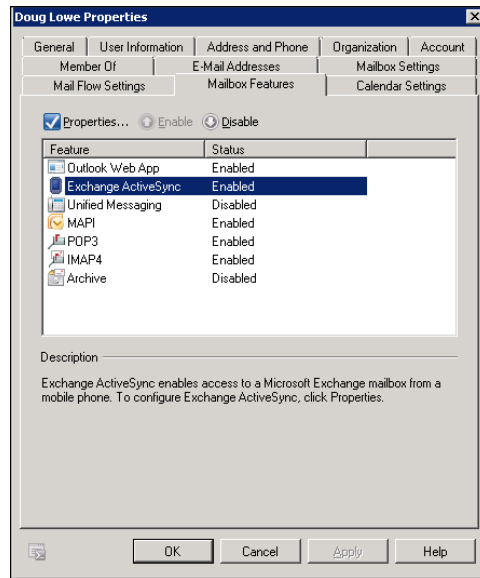 Doug Lowe Properties
General User Information Address and Phone Organization Account
Member Of E-Mail Addresses Mailbox Settings
Mail Flow Settings Mailbox Features Calendar Settings
Properties... Enable Disable
Feature Status
Outlook Web App Enabled
Exchange ActiveSync Enabled
Unified Messaging Disabled
MAPI Enabled
POP3 Enabled
IMAP4 Enabled
Archive Disabled
Description
Exchange ActiveSync enables access to a Microsoft Exchange mailbox from a
mobile phone. To configure Exchange ActiveSync, click Properties.
OK Cancel Apply Help